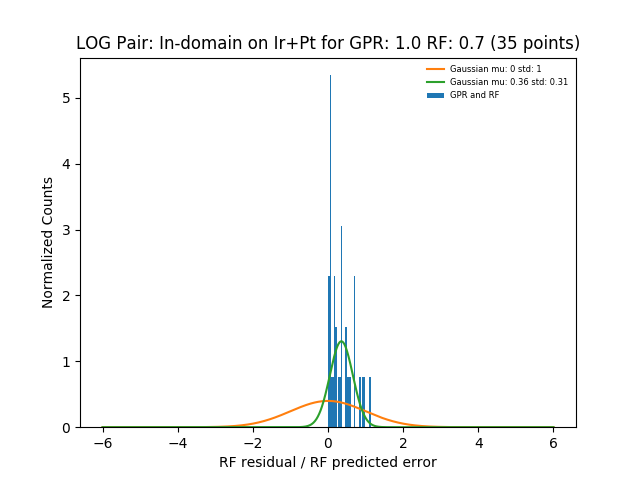 LOG Pair: In-domain on Ir+Pt for GPR: 1.0 RF: 0.7 (35 points)
Gaussian mu: 0 std: 1
Gaussian mu: 0.36 std: 0.31
GPR and RF
Normalized Counts
5
4
3
2
1
0
−6 −4 −2 0 2 4 6
RF residual / RF predicted error